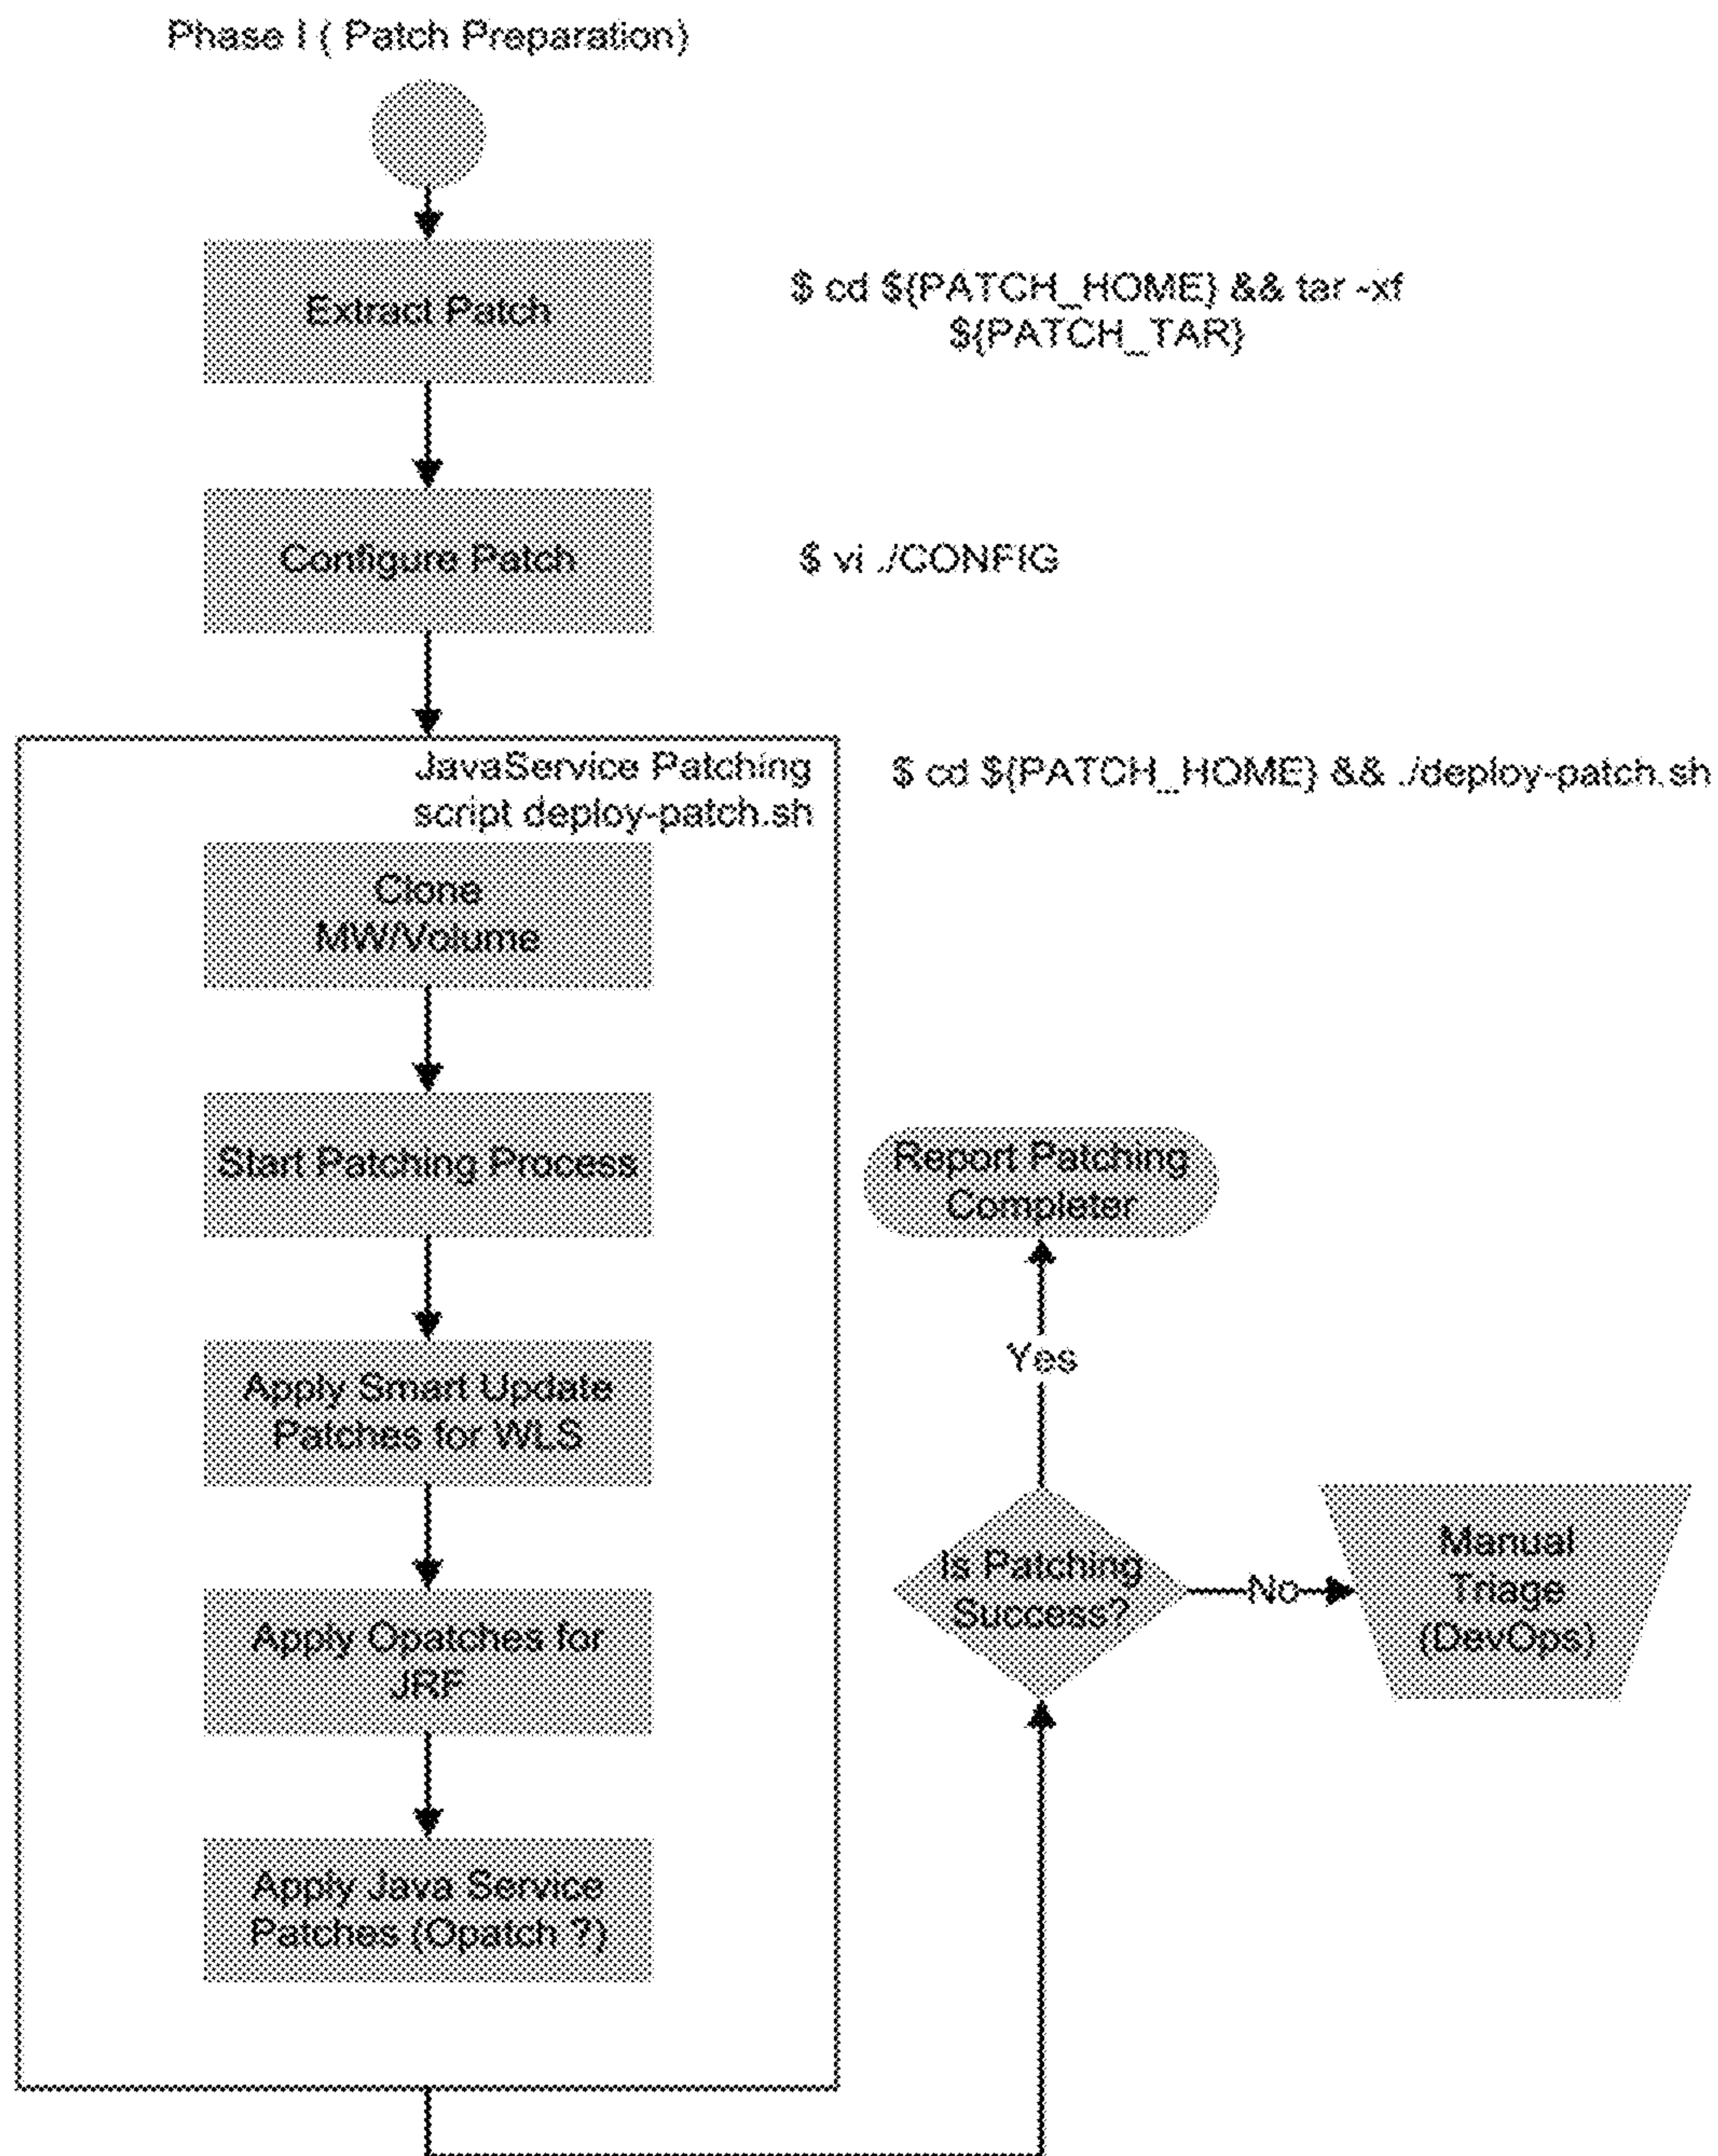 Phase I ( Patch Preparation)
Extract Patch
$ cd ${PATCH_HOME} && tar -xf
${PATCH_TAR}
Configure Patch
$ vi ./CONFIG
JavaService Patching
script deploy-patch.sh
$ cd ${PATCH_HOME} && ./deploy-patch.sh
Clone
MW/Volume
Start Patching Process
Apply Smart Update
Patches for WLS
Apply Opatches for
JRF
Apply Java Service
Patches (Opatch ?)
Report Patching
Completer
Yes
Is Patching
Success?
No
Manual
Triage
(DevOps)